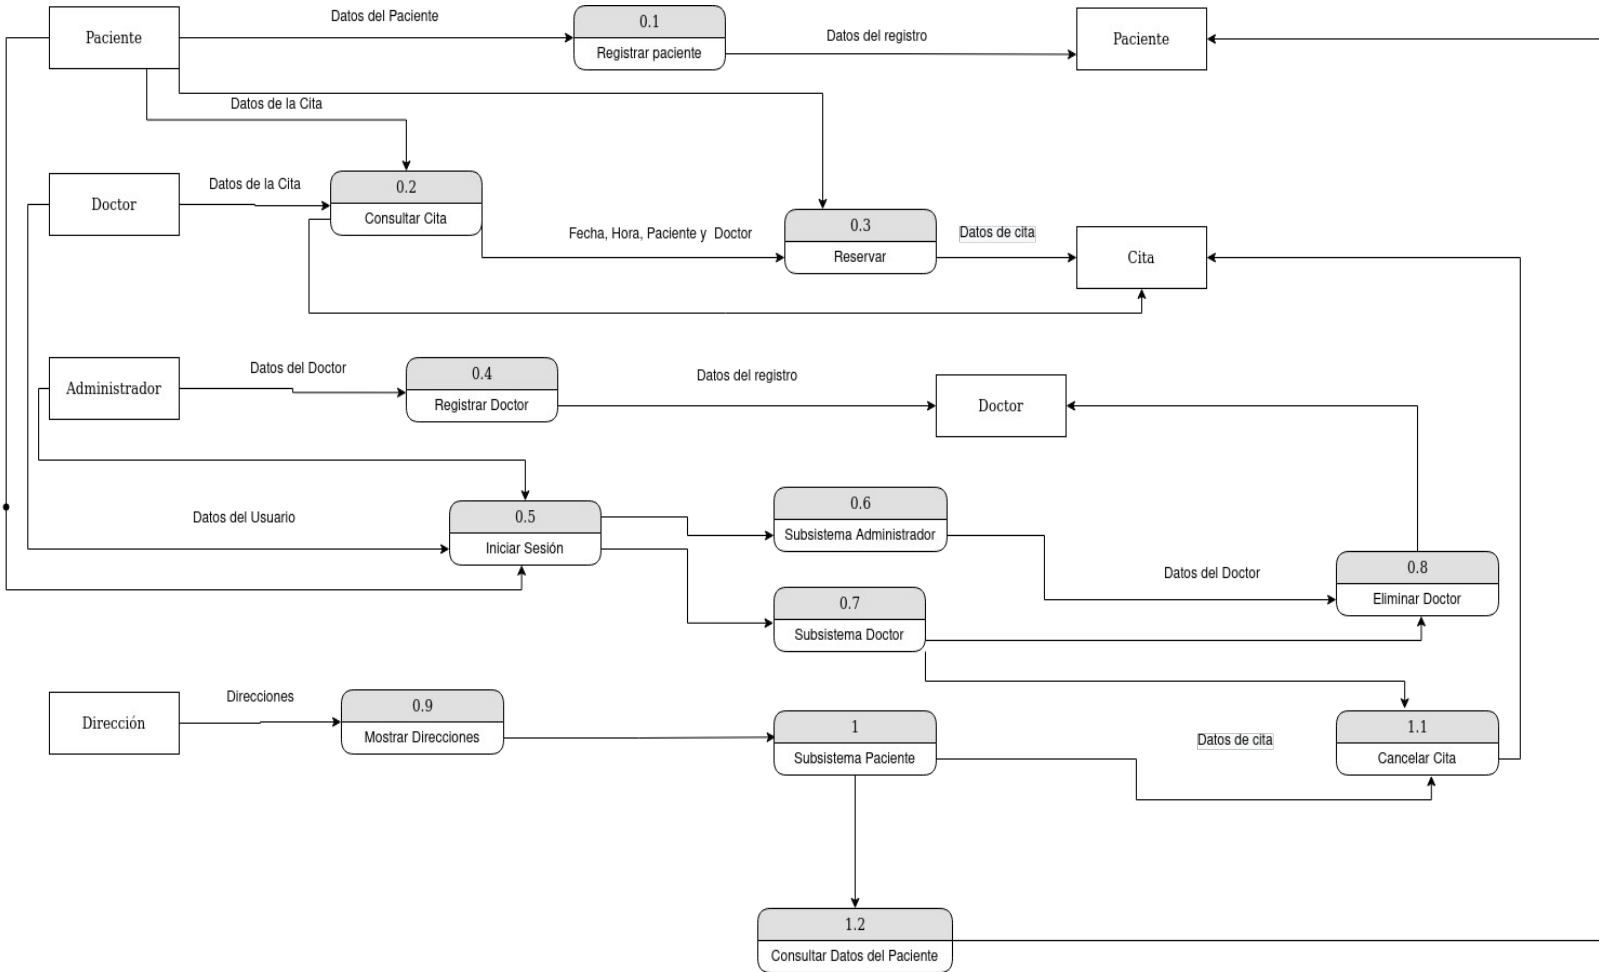 Paciente
Datos del Paciente
0.1
Registrar paciente
Datos del registro
Paciente
Datos de la Cita
Doctor
Datos de la Cita
0.2
Consultar Cita
Fecha, Hora, Paciente y Doctor
0.3
Reservar
Datos de cita
Cita
Administrador
Datos del Doctor
0.4
Registrar Doctor
Datos del registro
Doctor
Datos del Usuario
0.5
Iniciar Sesión
0.6
Subsistema Administrador
Datos del Doctor
0.8
Eliminar Doctor
0.7
Subsistema Doctor
Dirección
Direcciones
0.9
Mostrar Direcciones
1
Subsistema Paciente
Datos de cita
1.1
Cancelar Cita
1.2
Consultar Datos del Paciente